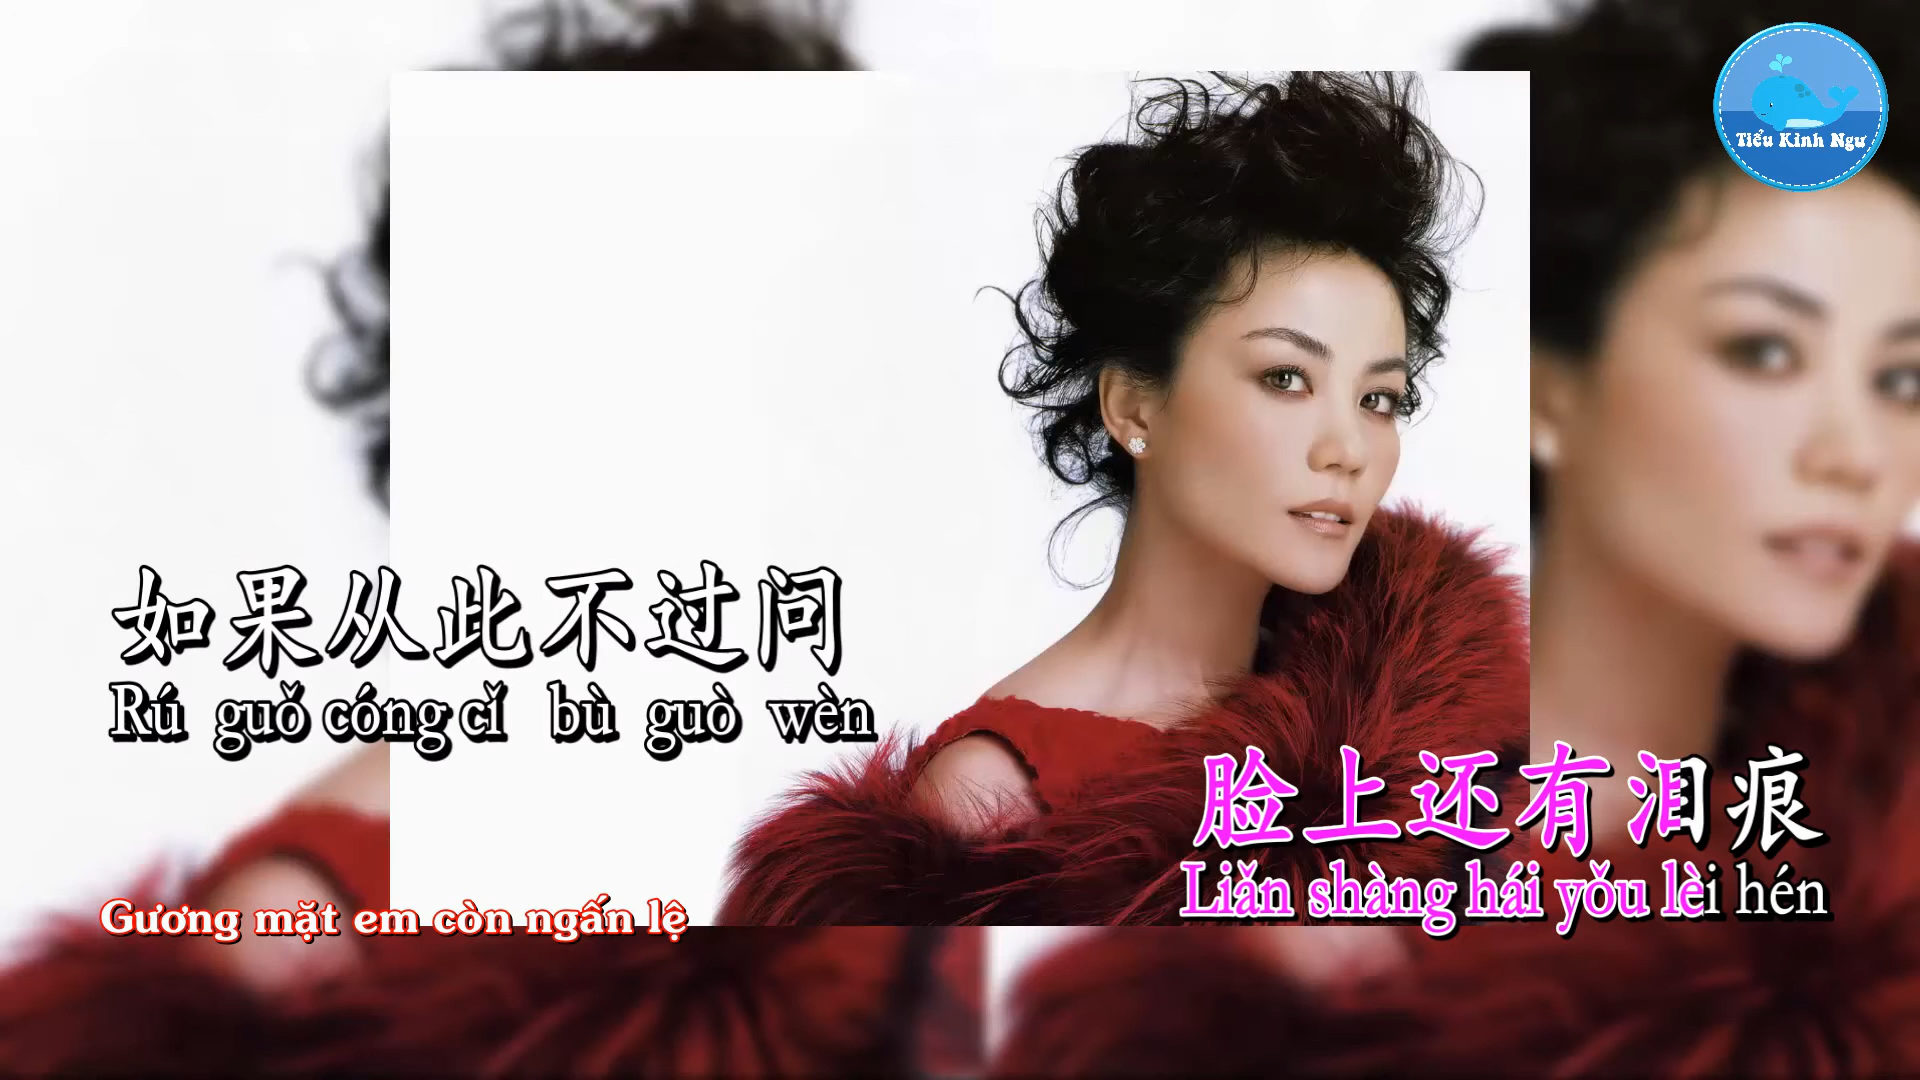 Tiểu Kình Ngư
如果从此不过问
Rú guǒ cóng cǐ bù guò wèn
脸上还有泪痕
Liǎn shàng hái yǒu lèi hén
Gương mặt em còn ngấn lệ